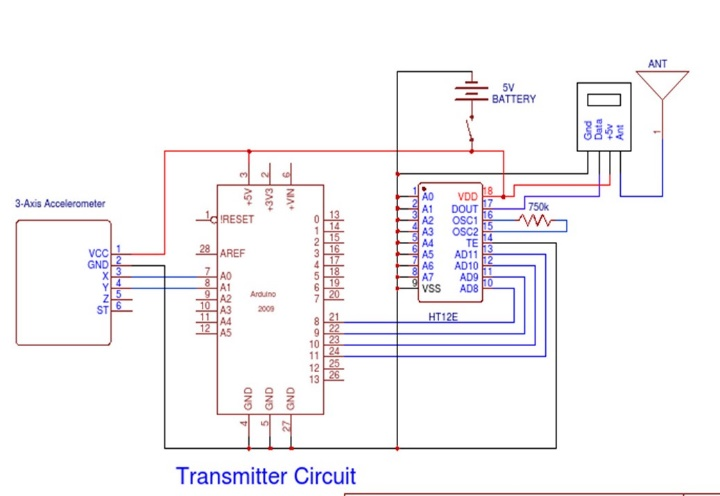 ANT
5V
BATTERY
Gnd
Data
+5v
Ant
1
3 2 6
+5V +3V3 +VIN
3-Axis Accelerometer
VCC 1
GND 2
X 3
Y 4
Z 5
ST 6
1 !RESET
28 AREF
7 A0
8 A1
9 A2
10 A3
11 A4
12 A5
Arduino
2009
0 13
1 14
2 15
3 16
4 17
5 18
6 19
7 20
8 21
9 22
10 23
11 24
12 25
13 26
GND GND GND
4 5 27
1 A0 VDD 18
2 A1 DOUT 17
3 A2 OSC1 16
4 A3 OSC2 15
5 A4 TE 14
6 A5 AD11 13
7 A6 AD10 12
8 A7 AD9 11
9 VSS AD8 10
HT12E
750k
Transmitter Circuit